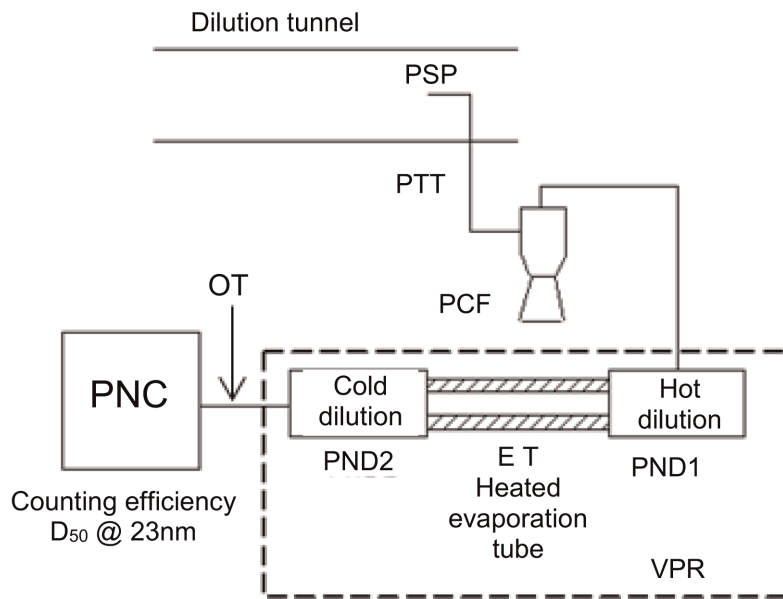 Dilution tunnel
PSP
PTT
PCF
OT
PNC
Cold
dilution
Hot
dilution
PND2
E T
Heated
evaporation
tube
PND1
Counting efficiency
D₅₀ @ 23nm
VPR